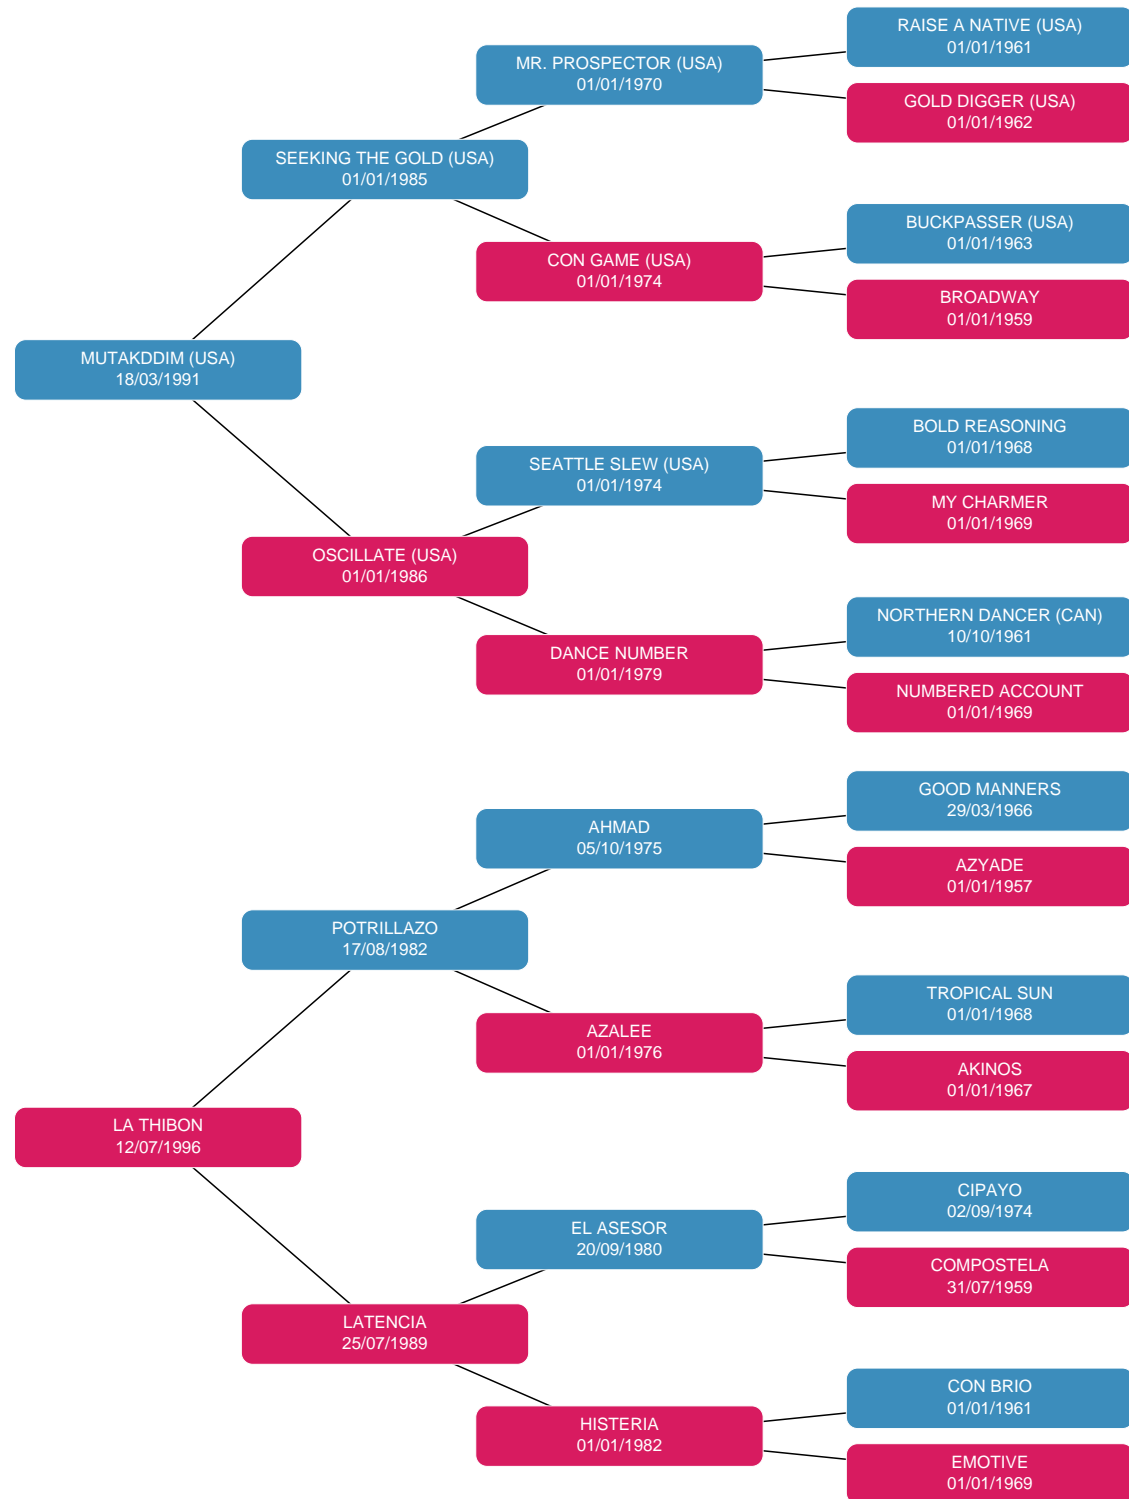 RAISE A NATIVE (USA)
01/01/1961
MR. PROSPECTOR (USA)
01/01/1970
GOLD DIGGER (USA)
01/01/1962
SEEKING THE GOLD (USA)
01/01/1985
BUCKPASSER (USA)
01/01/1963
CON GAME (USA)
01/01/1974
BROADWAY
01/01/1959
MUTAKDDIM (USA)
18/03/1991
BOLD REASONING
01/01/1968
SEATTLE SLEW (USA)
01/01/1974
MY CHARMER
01/01/1969
OSCILLATE (USA)
01/01/1986
NORTHERN DANCER (CAN)
10/10/1961
DANCE NUMBER
01/01/1979
NUMBERED ACCOUNT
01/01/1969
GOOD MANNERS
29/03/1966
AHMAD
05/10/1975
AZYADE
01/01/1957
POTRILLAZO
17/08/1982
TROPICAL SUN
01/01/1968
AZALEE
01/01/1976
AKINOS
01/01/1967
LA THIBON
12/07/1996
CIPAYO
02/09/1974
EL ASESOR
20/09/1980
COMPOSTELA
31/07/1959
LATENCIA
25/07/1989
CON BRIO
01/01/1961
HISTERIA
01/01/1982
EMOTIVE
01/01/1969